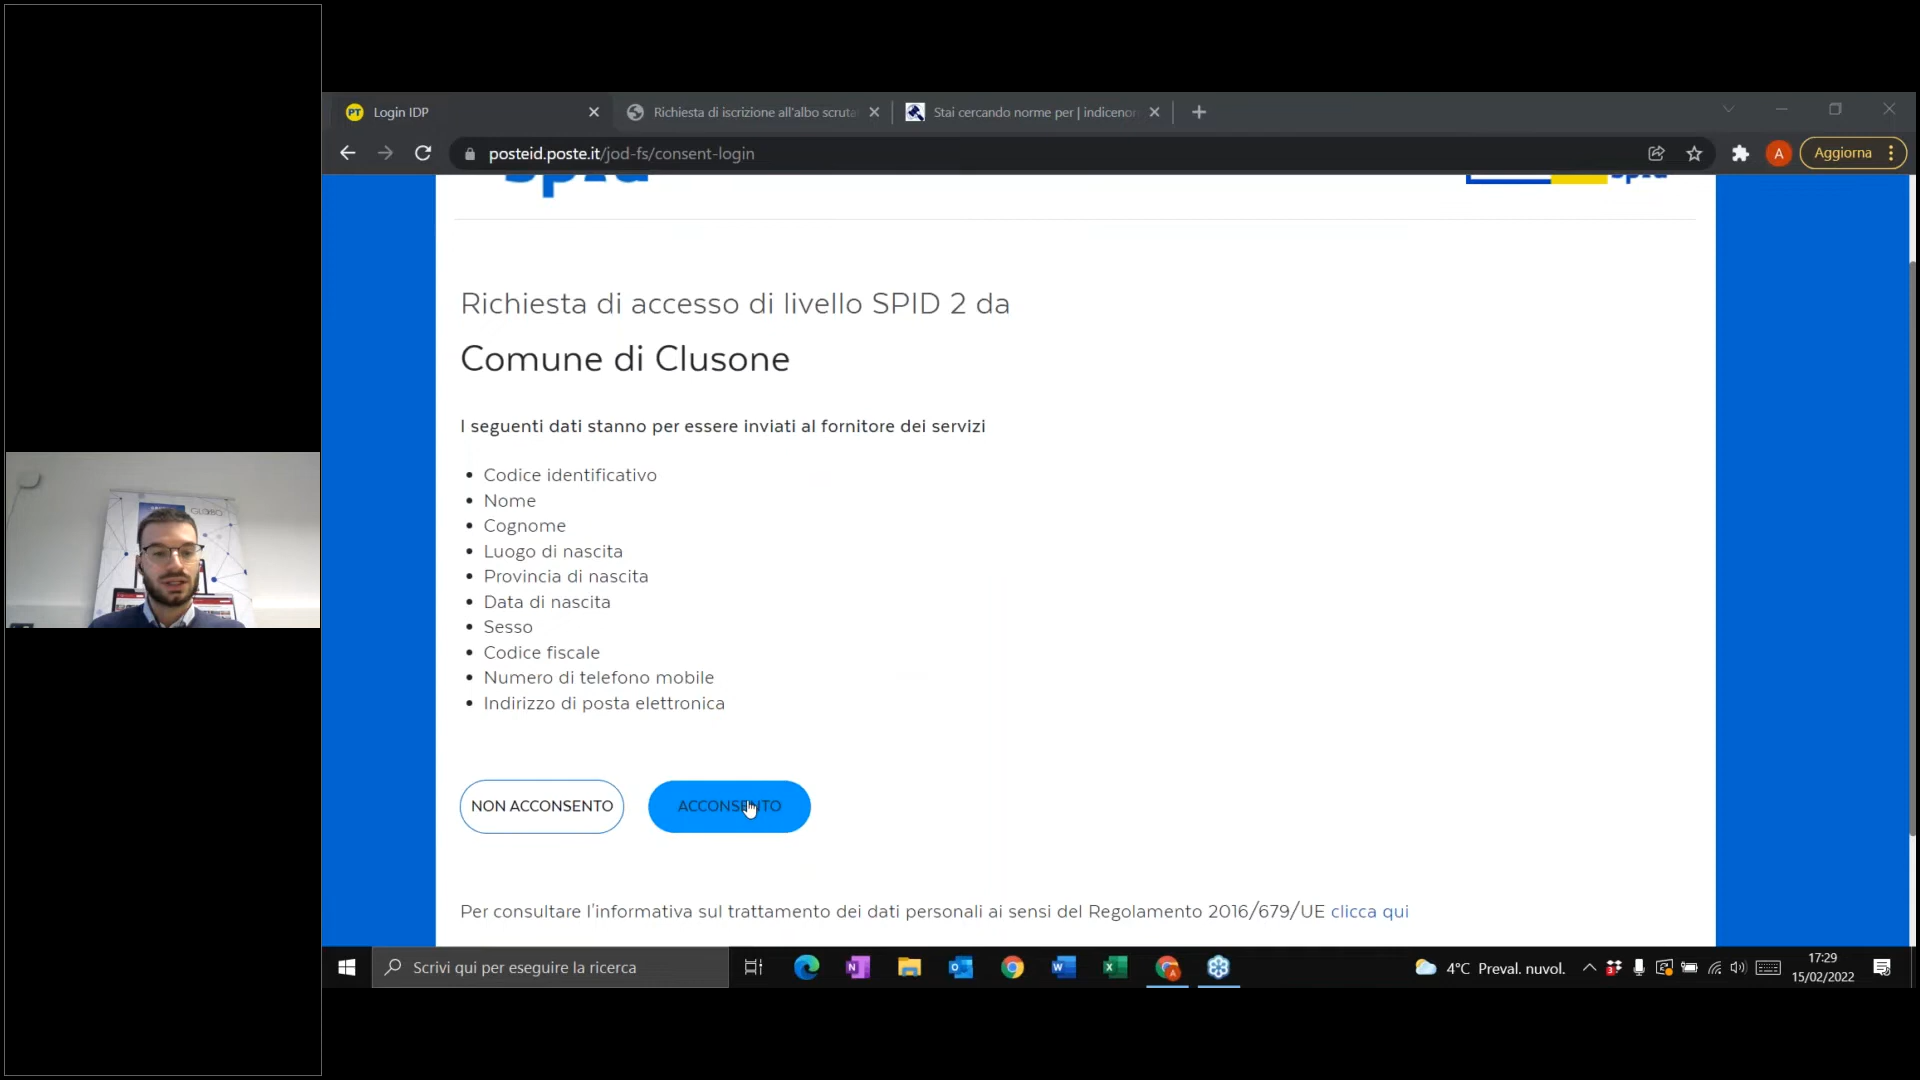 GLOBO
Login IDP
Richiesta di iscrizione all'albo scruta
Stai cercando norme per | indicenor
posteid.poste.it/jod-fs/consent-login
A
Aggiorna
spid
spid
Richiesta di accesso di livello SPID 2 da
Comune di Clusone
I seguenti dati stanno per essere inviati al fornitore dei servizi
• Codice identificativo
• Nome
• Cognome
• Luogo di nascita
• Provincia di nascita
• Data di nascita
• Sesso
• Codice fiscale
• Numero di telefono mobile
• Indirizzo di posta elettronica
NON ACCONSENTO
ACCONSENTO
Per consultare l'informativa sul trattamento dei dati personali ai sensi del Regolamento 2016/679/UE clicca qui
Scrivi qui per eseguire la ricerca
4°C Preval. nuvol.
17:29
15/02/2022